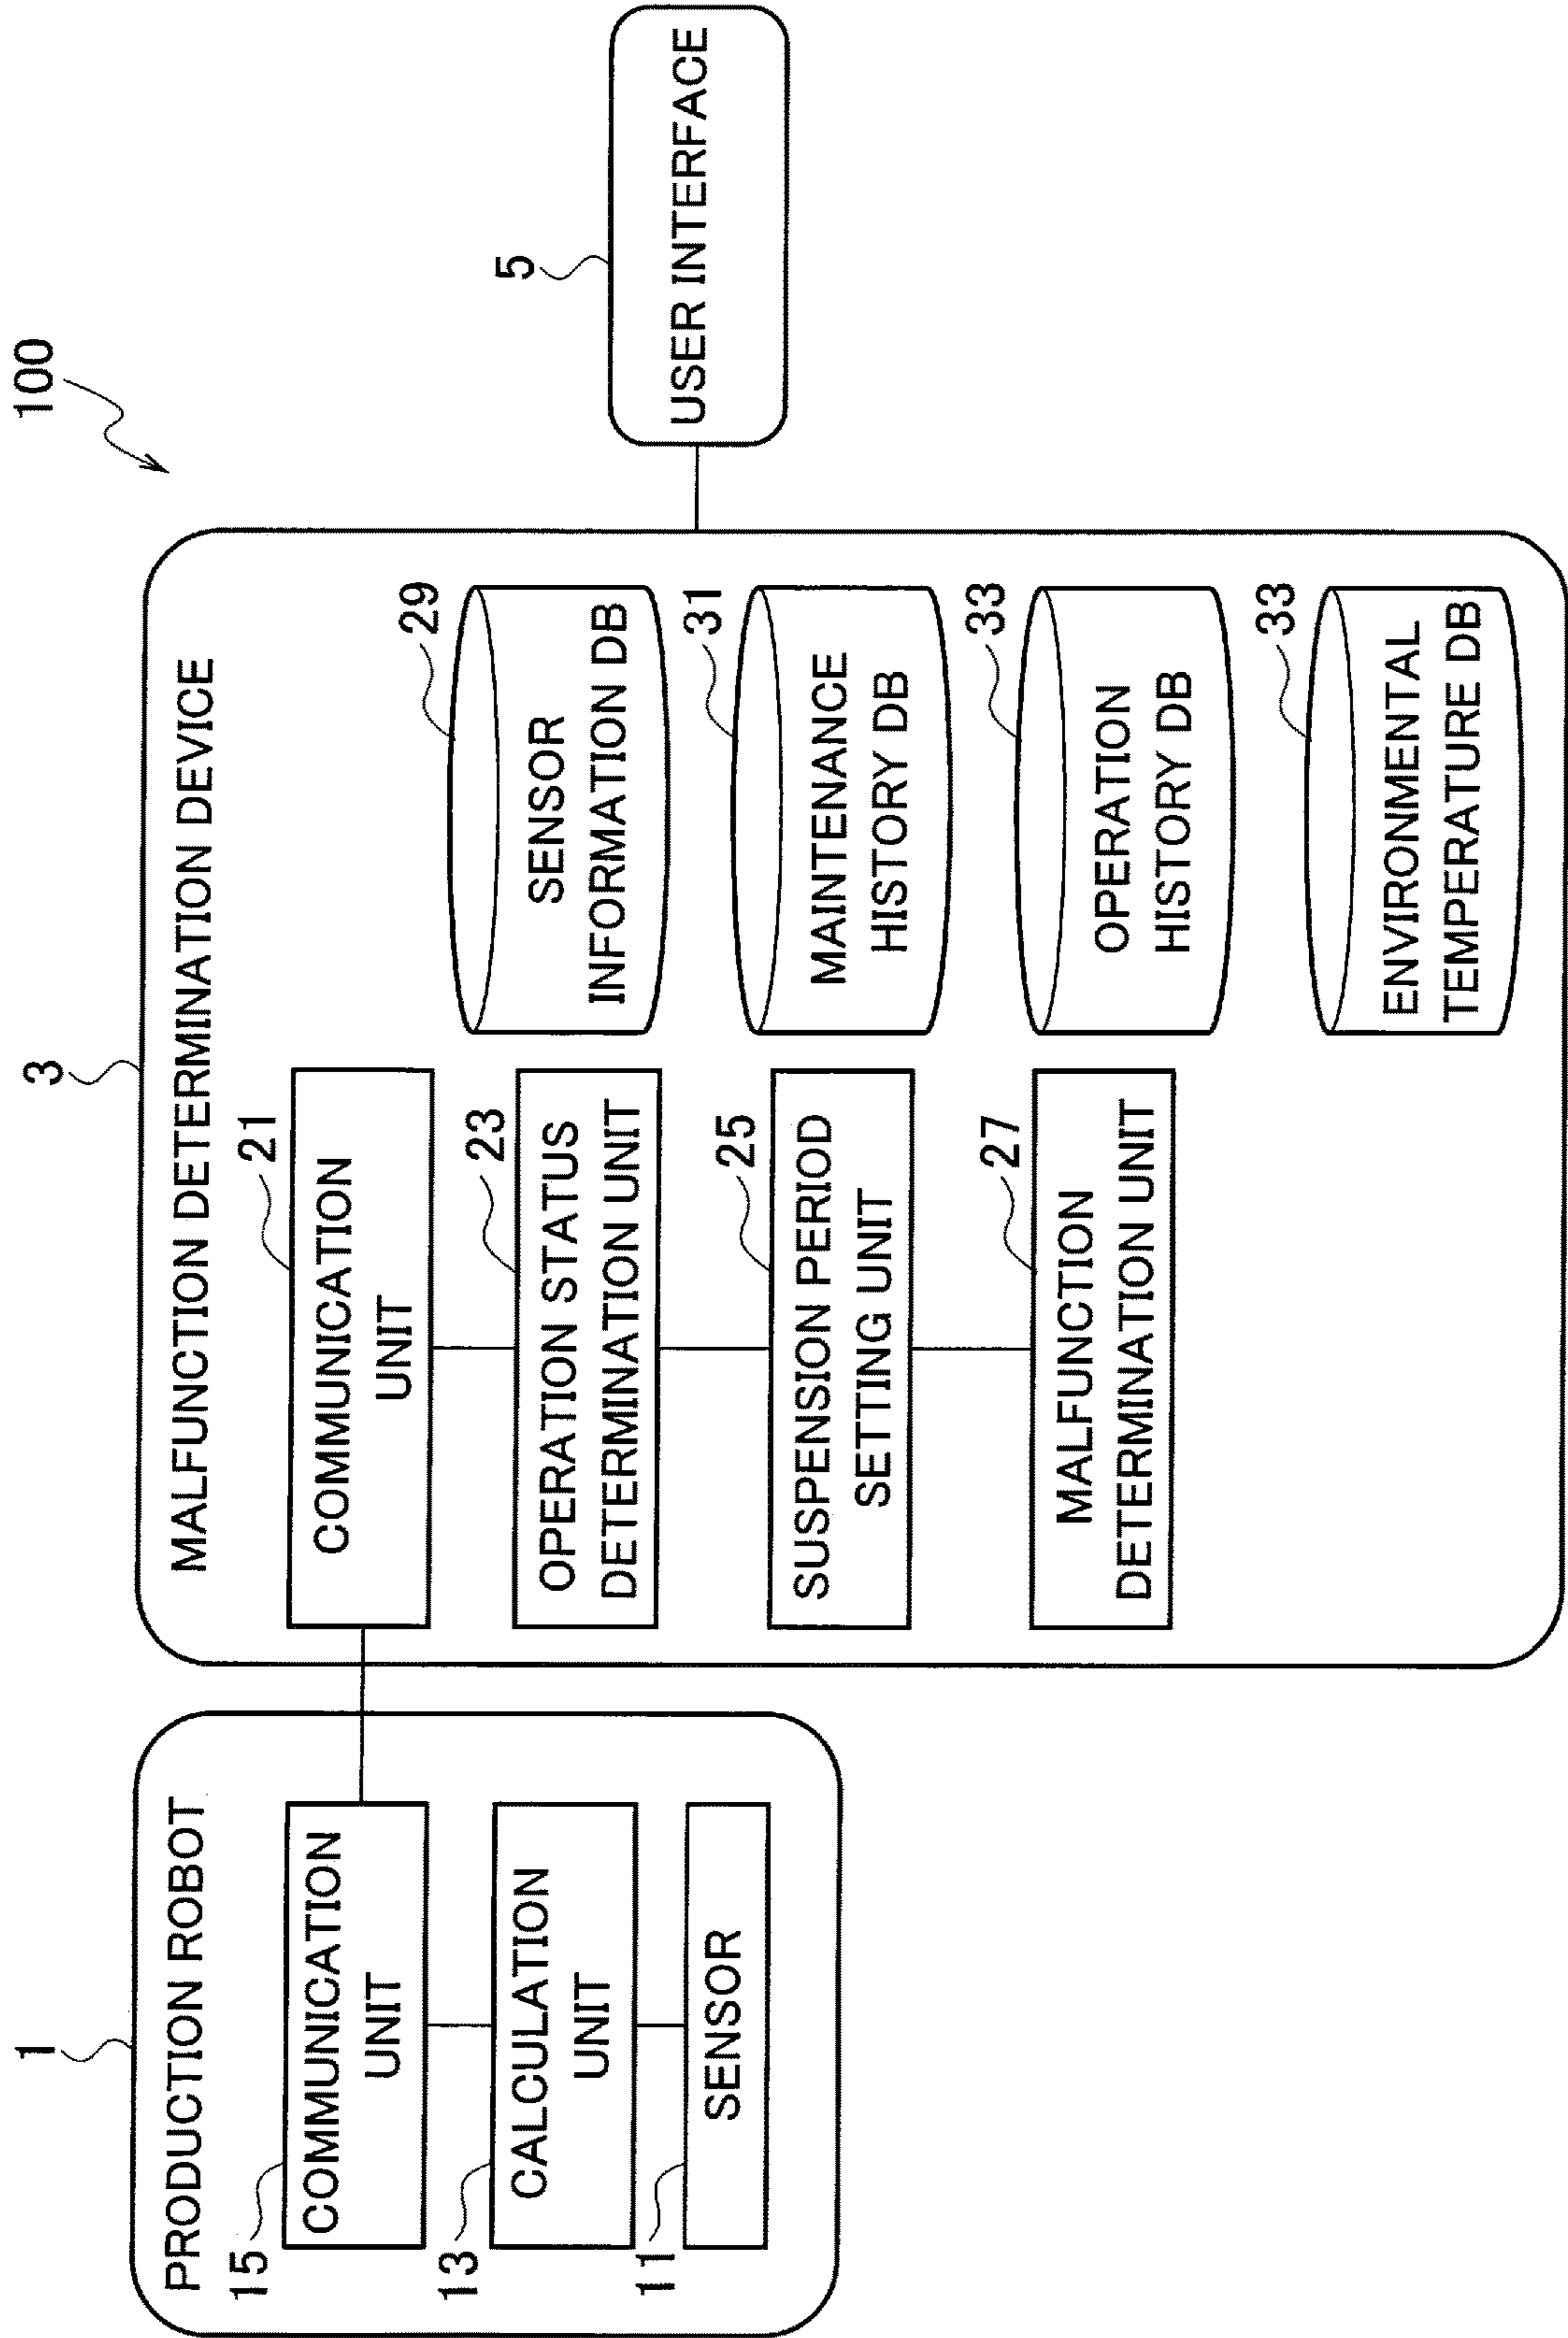 100
1
PRODUCTION ROBOT
15
COMMUNICATION
UNIT
13
CALCULATION
UNIT
11
SENSOR
3
MALFUNCTION DETERMINATION DEVICE
21
COMMUNICATION
UNIT
23
OPERATION STATUS
DETERMINATION UNIT
25
SUSPENSION PERIOD
SETTING UNIT
27
MALFUNCTION
DETERMINATION UNIT
29
SENSOR
INFORMATION DB
31
MAINTENANCE
HISTORY DB
33
OPERATION
HISTORY DB
33
ENVIRONMENTAL
TEMPERATURE DB
5
USER INTERFACE